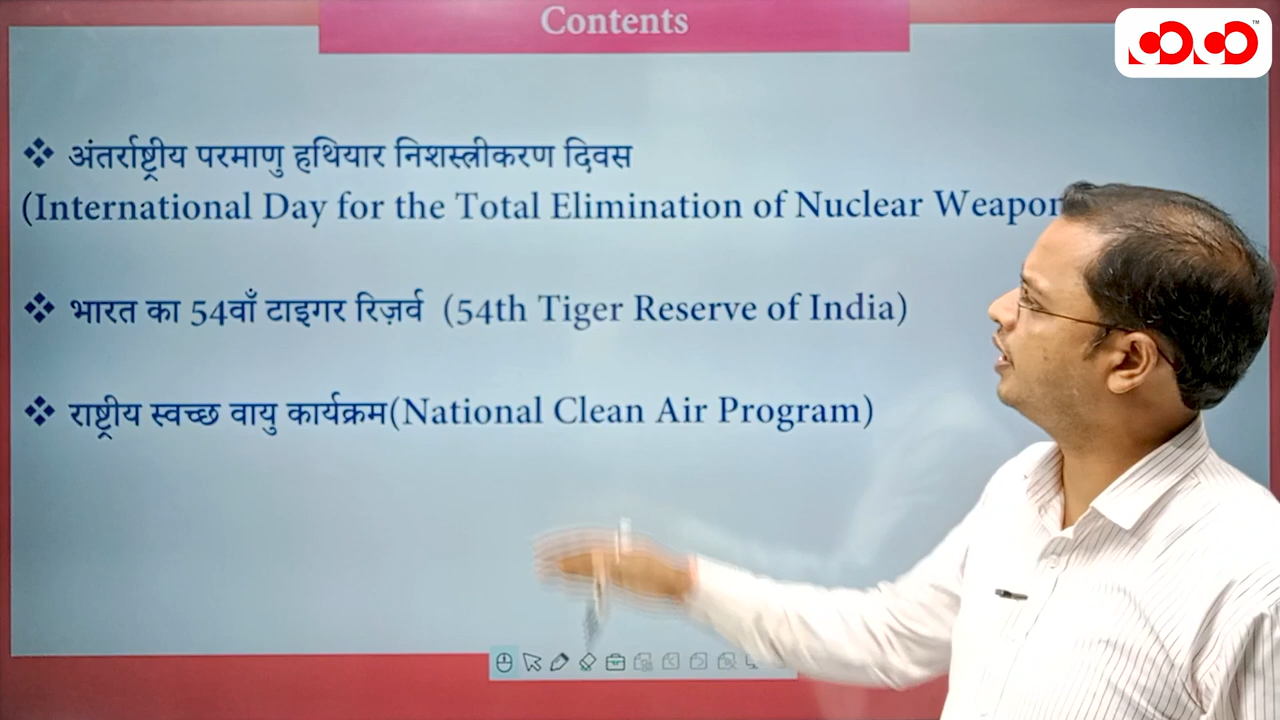 Contents
❖ अंतर्राष्ट्रीय परमाणु हथियार निशस्त्रीकरण दिवस
(International Day for the Total Elimination of Nuclear
❖ भारत का 54वाँ टाइगर रिज़र्व (54th Tiger Reserve of India)
❖ राष्ट्रीय स्वच्छ वायु कार्यक्रम(National Clean Air Program)